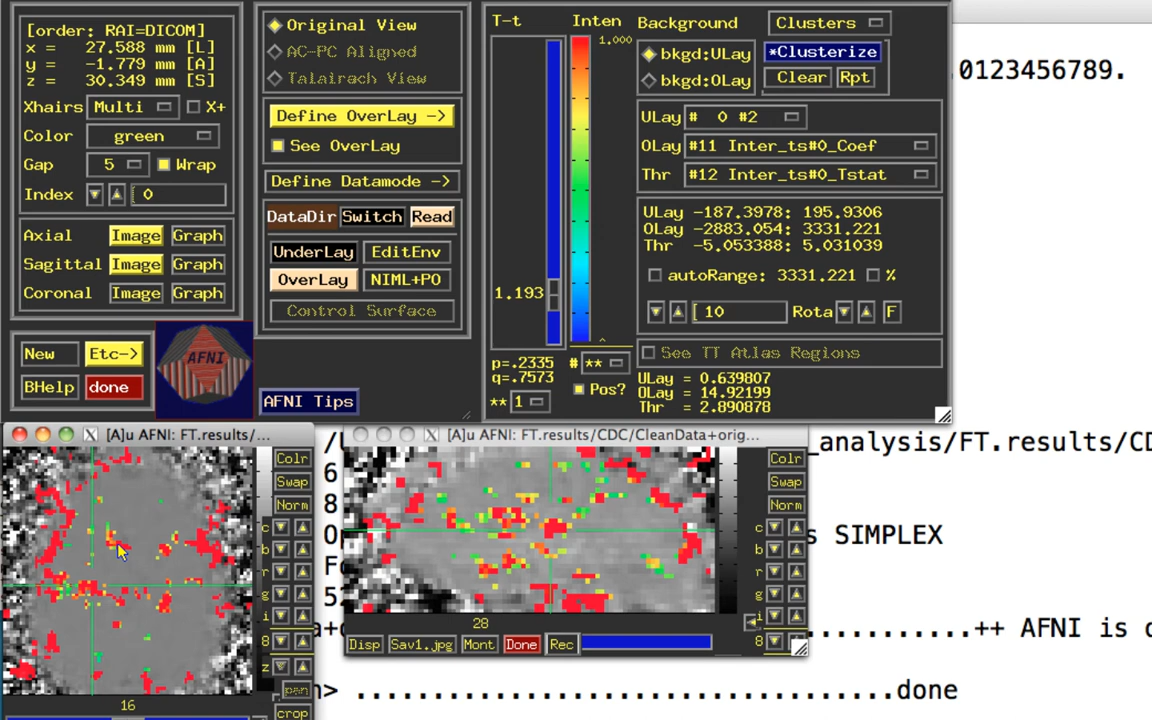 [order: RAI=DICOM]
x = 27.588 mm [L]
y = -1.779 mm [A]
z = 30.349 mm [S]
Xhairs Multi X+
Color green
Gap 5 Wrap
Index 0
Axial Image Graph
Sagittal Image Graph
Coronal Image Graph
New Etc->
BHelp done
AFNI
Original View
AC-PC Aligned
Talairach View
Define OverLay ->
See OverLay
Define Datamode ->
DataDir Switch Read
UnderLay EditEnv
OverLay NIML+PO
Control Surface
AFNI Tips
T-t Inten
1.000
1.193
p=.2335
q=.7573
# **
Pos?
** 1
Background Clusters
bkgd:ULay *Clusterize
bkgd:OLay Clear Rpt
ULay # 0 #2
OLay #11 Inter_ts#0_Coef
Thr #12 Inter_ts#0_Tstat
ULay -187.3978: 195.9306
OLay -2883.054: 3331.221
Thr -5.053388: 5.031039
autoRange: 3331.221 %
10 Rota F
See TT Atlas Regions
ULay = 0.639807
OLay = 14.92199
Thr = 2.890878
.0123456789.
X [A]u AFNI: FT.results/...
Colr
Swap
Norm
c
b
r
g
i
8
z
pan
crop
16
X [A]u AFNI: FT.results/CDC/CleanData+orig...
Colr
Swap
Norm
c
b
r
g
i
8
28
Disp Sav1.jpg Mont Done Rec
_analysis/FT.results/CD
s SIMPLEX
...........++ AFNI is d
> ......................................done